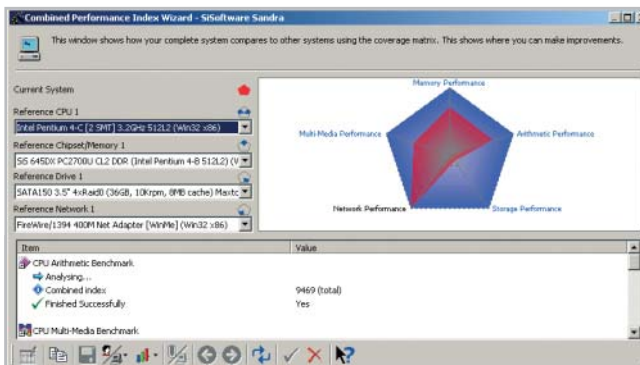 Combined Performance Index Wizard - SiSoftware Sandra
This window shows how your complete system compares to other systems using the coverage matrix. This shows where you can make improvements.
Current System
Reference CPU 1
Intel Pentium 4-C [2 SMT] 3.2GHz 512L2 (Win32 x86)
Reference Chipset/Memory 1
SiS 645DX PC2700U CL2 DDR (Intel Pentium 4-B 512L2) (V
Reference Drive 1
SATA150 3.5" 4xRaid0 (36GB, 10Krpm, 8MB cache) Maxtc
Reference Network 1
FireWire/1394 400M Net Adapter [WinMe] (Win32 x86)
Memory Performance
Multi-Media Performance
Arithmetic Performance
Network Performance
Storage Performance
Item Value
CPU Arithmetic Benchmark
Analysing...
Combined index 9469 (total)
Finished Successfully Yes
CPU Multi-Media Benchmark